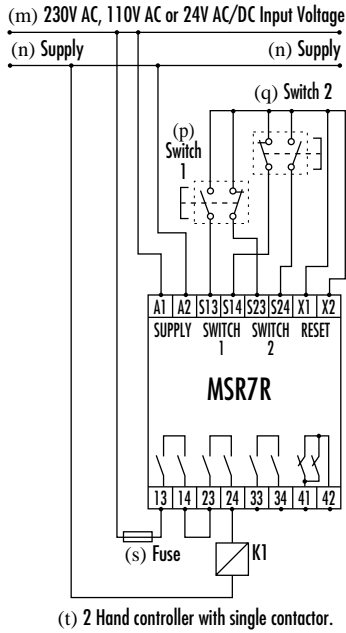 (m) 230V AC, 110V AC or 24V AC/DC Input Voltage
(n) Supply (n) Supply
(q) Switch 2
(p)
Switch
1
A1 A2 S13 S14 S23 S24 X1 X2
SUPPLY SWITCH SWITCH RESET
1 2
MSR7R
13 14 23 24 33 34 41 42
(s) Fuse K1
(t) 2 Hand controller with single contactor.